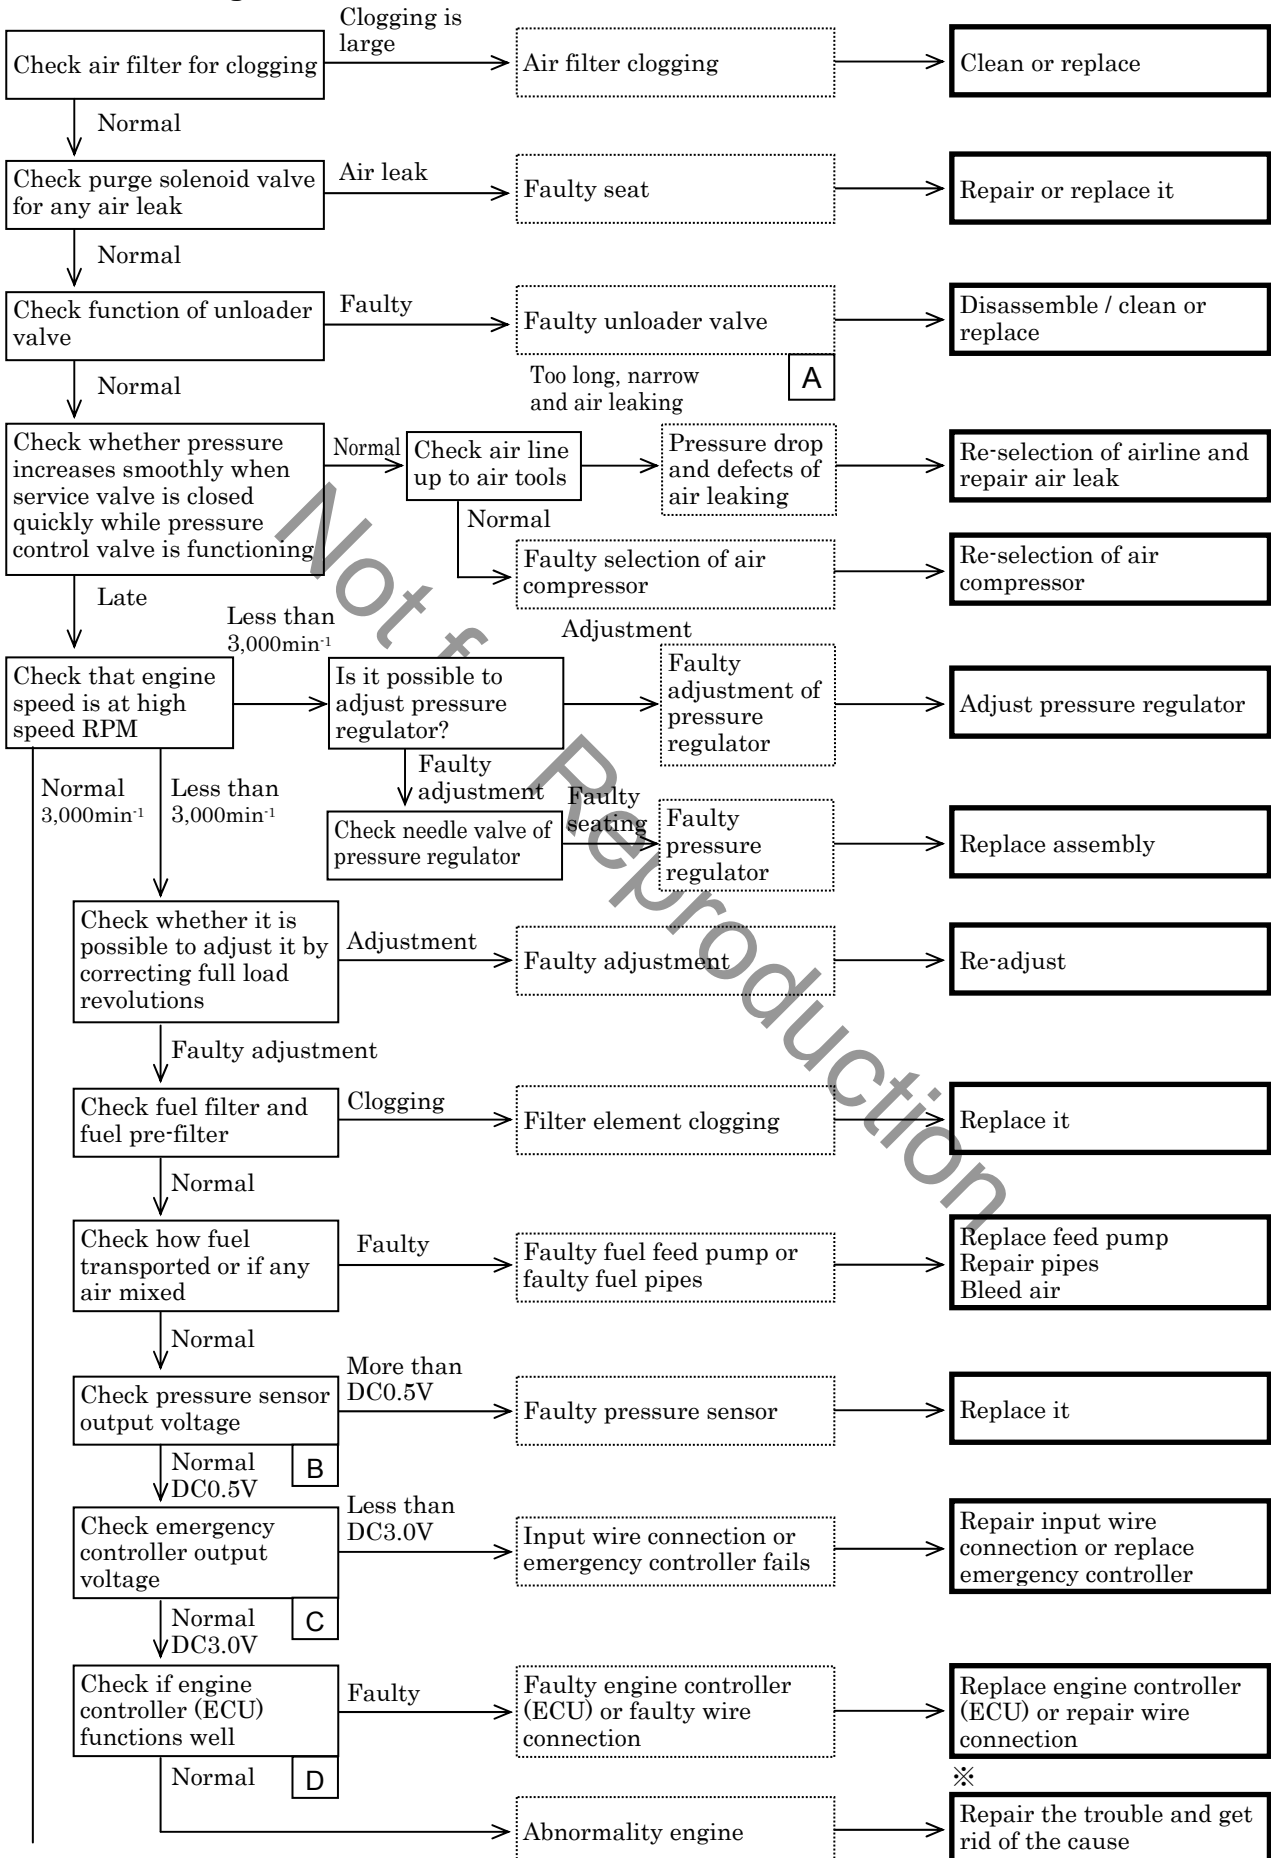 Clogging is
large
Check air filter for clogging
Air filter clogging
Clean or replace
Normal
Check purge solenoid valve
for any air leak
Air leak
Faulty seat
Repair or replace it
Normal
Check function of unloader
valve
Faulty
Faulty unloader valve
A
Disassemble / clean or
replace
Normal
Too long, narrow
and air leaking
Check whether pressure
increases smoothly when
service valve is closed
quickly while pressure
control valve is functioning
Normal
Check air line
up to air tools
Pressure drop
and defects of
air leaking
Re-selection of airline and
repair air leak
Normal
Faulty selection of air
compressor
Re-selection of air
compressor
Late
Less than
3,000min-1
Adjustment
Check that engine
speed is at high
speed RPM
Is it possible to
adjust pressure
regulator?
Faulty
adjustment of
pressure
regulator
Adjust pressure regulator
Normal
3,000min-1
Less than
3,000min-1
Faulty
adjustment
Faulty
seating
Check needle valve of
pressure regulator
Faulty
pressure
regulator
Replace assembly
Check whether it is
possible to adjust it by
correcting full load
revolutions
Adjustment
Faulty adjustment
Re-adjust
Faulty adjustment
Check fuel filter and
fuel pre-filter
Clogging
Filter element clogging
Replace it
Normal
Check how fuel
transported or if any
air mixed
Faulty
Faulty fuel feed pump or
faulty fuel pipes
Replace feed pump
Repair pipes
Bleed air
Normal
More than
DC0.5V
Check pressure sensor
output voltage
B
Faulty pressure sensor
Replace it
Normal
DC0.5V
Less than
DC3.0V
Check emergency
controller output
voltage
C
Input wire connection or
emergency controller fails
Repair input wire
connection or replace
emergency controller
Normal
DC3.0V
Check if engine
controller (ECU)
functions well
D
Faulty
Faulty engine controller
(ECU) or faulty wire
connection
Replace engine controller
(ECU) or repair wire
connection
Normal
※
Abnormality engine
Repair the trouble and get
rid of the cause
Not for Reproduction